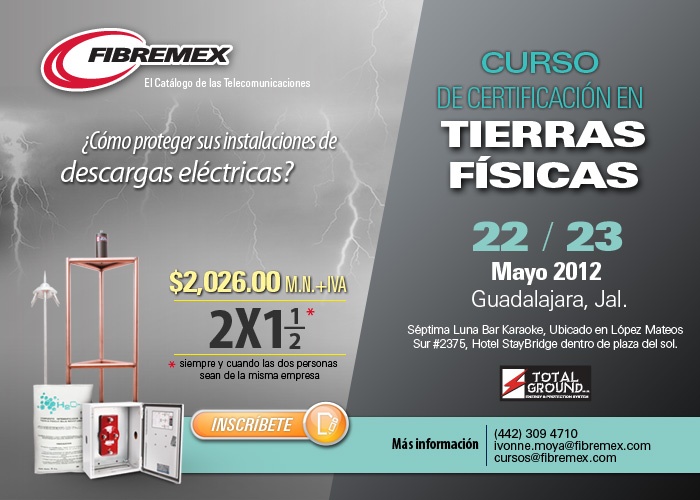 FIBREMEX
El Catálogo de las Telecomunicaciones
¿Cómo proteger sus instalaciones de
descargas eléctricas?
$2,026.00 M.N.+IVA
2X1 1/2 *
* siempre y cuando las dos personas
sean de la misma empresa
INSCRÍBETE
CURSO
DE CERTIFICACIÓN EN
TIERRAS
FÍSICAS
22 / 23
Mayo 2012
Guadalajara, Jal.
Séptima Luna Bar Karaoke, Ubicado en López Mateos
Sur #2375, Hotel StayBridge dentro de plaza del sol.
TOTAL
GROUND
ENERGY & PROTECTION SYSTEM
Más información
(442) 309 4710
ivonne.moya@fibremex.com
cursos@fibremex.com